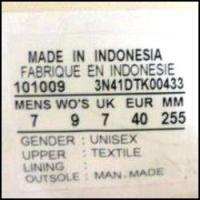 MADE IN INDONESIA
FABRIQUE EN INDONESIE
101009 3N41DTK00433
MENS WO'S UK EUR MM
7 9 7 40 255
GENDER : UNISEX
UPPER : TEXTILE
LINING :
OUTSOLE : MAN.MADE